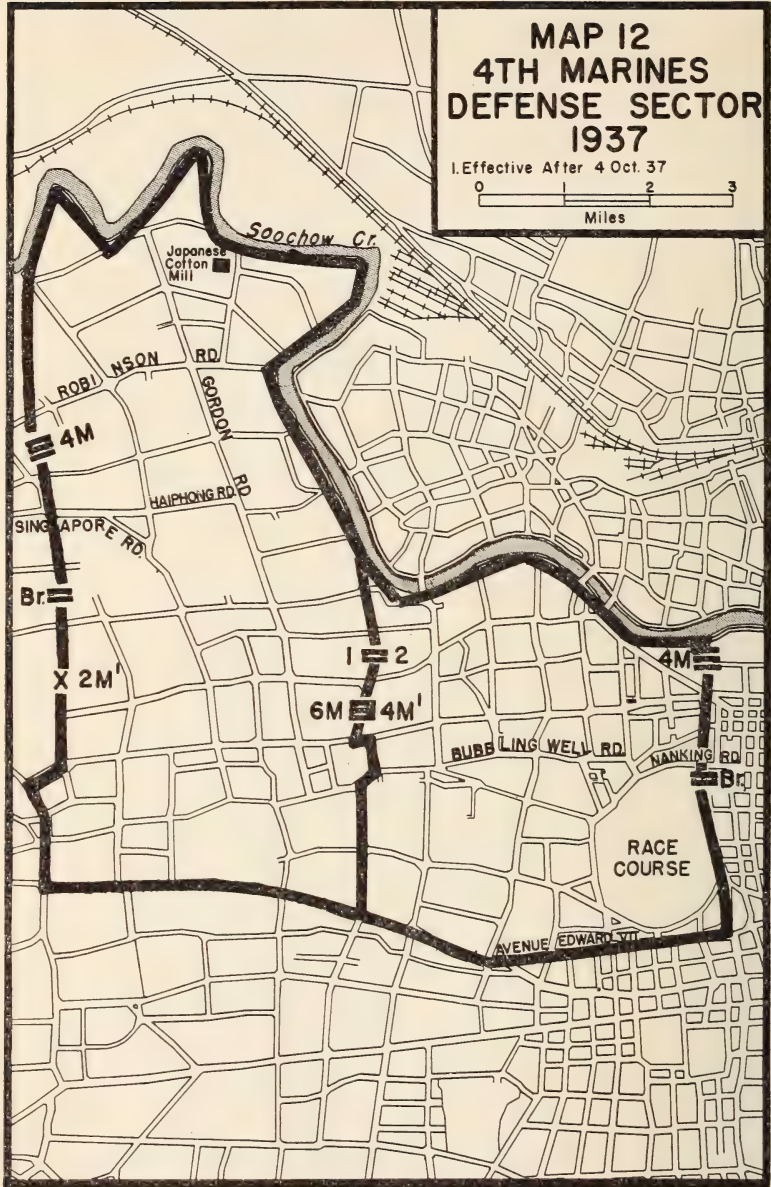 MAP 12
4TH MARINES
DEFENSE SECTOR
1937
1. Effective After 4 Oct. 37
0 1 2 3
Miles
Soochow Cr.
Japanese
Cotton
Mill
ROBINSON RD
GORDON RD
4M
HAIPHONG RD
SINGAPORE RD.
Br.
X 2M¹
1 2
6M 4M¹
4M
BUBBLING WELL RD.
NANKING RD
Br.
RACE
COURSE
AVENUE EDWARD VII